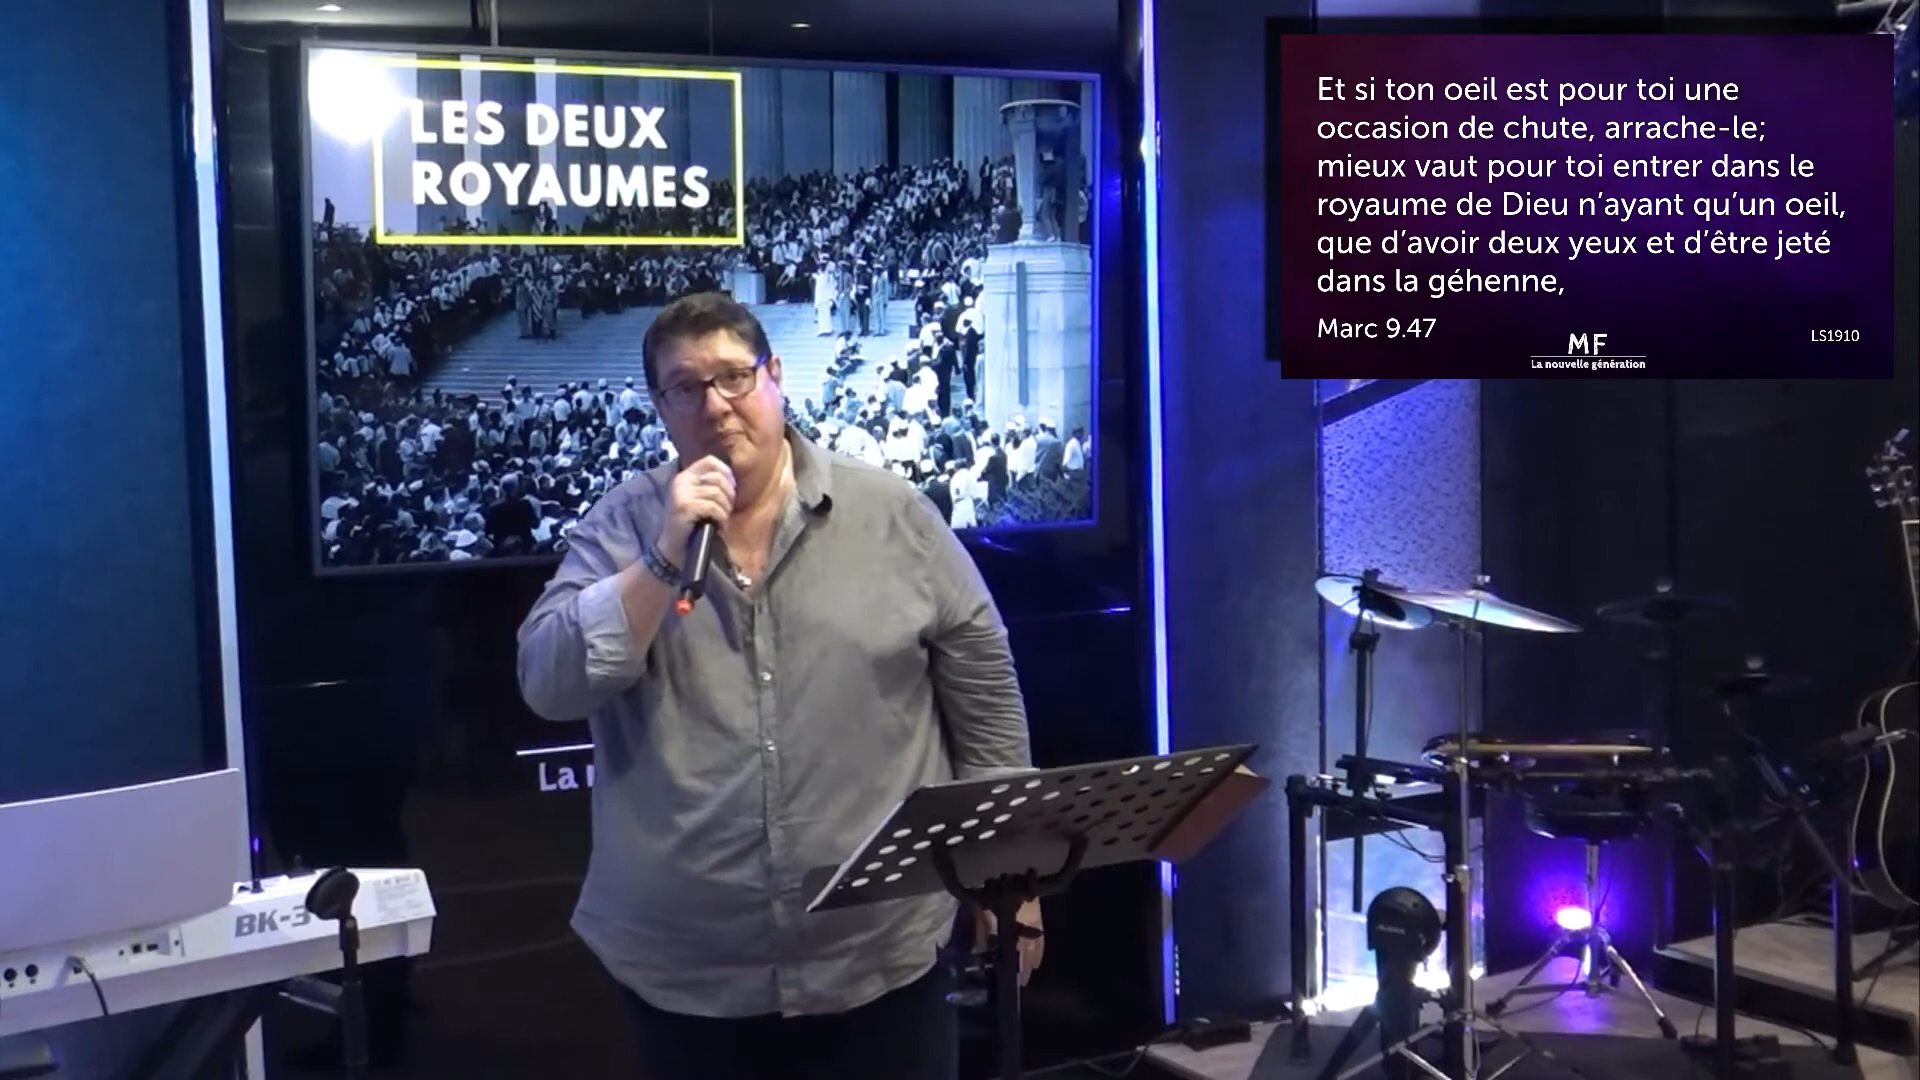 LES DEUX
ROYAUMES
Et si ton oeil est pour toi une
occasion de chute, arrache-le;
mieux vaut pour toi entrer dans le
royaume de Dieu n’ayant qu’un oeil,
que d’avoir deux yeux et d’être jeté
dans la géhenne,
Marc 9.47
MF
La nouvelle génération
LS1910
La
BK-3